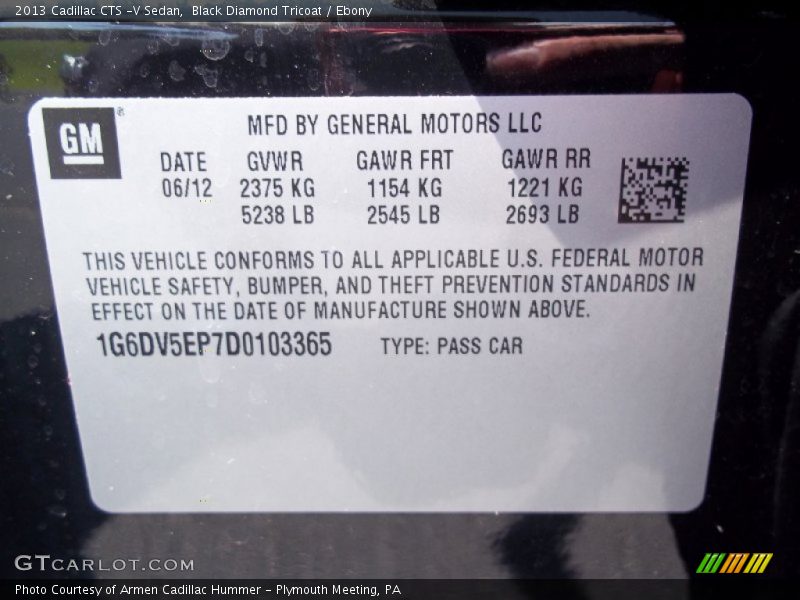 2013 Cadillac CTS -V Sedan, Black Diamond Tricoat / Ebony
GM®
MFD BY GENERAL MOTORS LLC
DATE GVWR GAWR FRT GAWR RR
06/12 2375 KG 1154 KG 1221 KG
5238 LB 2545 LB 2693 LB
THIS VEHICLE CONFORMS TO ALL APPLICABLE U.S. FEDERAL MOTOR
VEHICLE SAFETY, BUMPER, AND THEFT PREVENTION STANDARDS IN
EFFECT ON THE DATE OF MANUFACTURE SHOWN ABOVE.
1G6DV5EP7D0103365 TYPE: PASS CAR
GTCARLOT.COM
Photo Courtesy of Armen Cadillac Hummer - Plymouth Meeting, PA